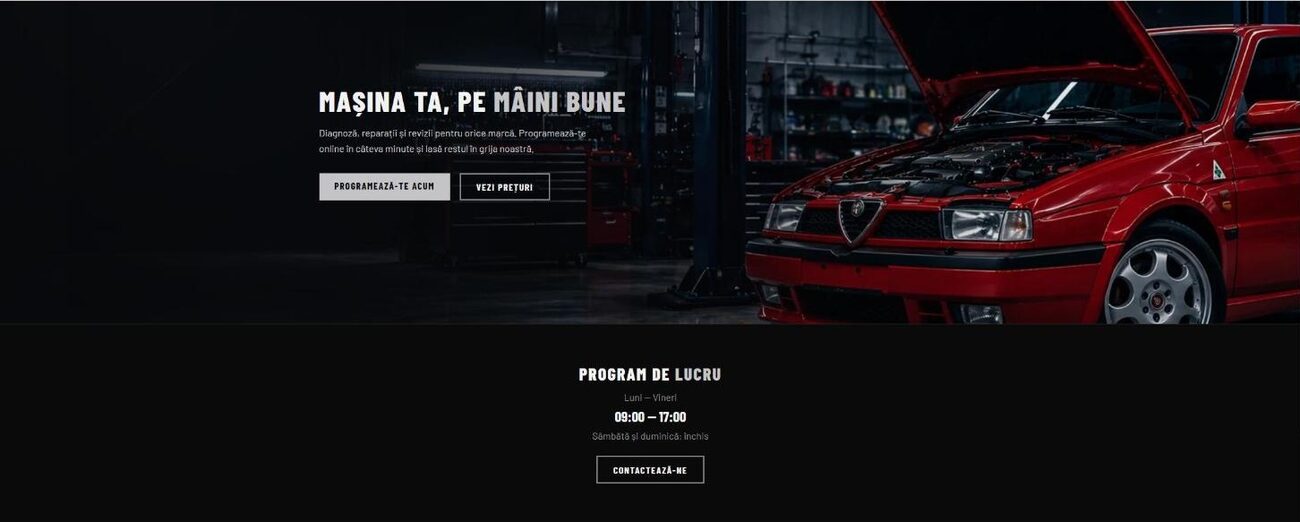 MAȘINA TA, PE MÂINI BUNE
Diagnoză, reparații și revizii pentru orice marcă. Programează-te
online în câteva minute și lasă restul în grija noastră.
PROGRAMEAZĂ-TE ACUM
VEZI PREȚURI
PROGRAM DE LUCRU
Luni — Vineri
09:00 — 17:00
Sâmbătă și duminică: închis
CONTACTEAZĂ-NE